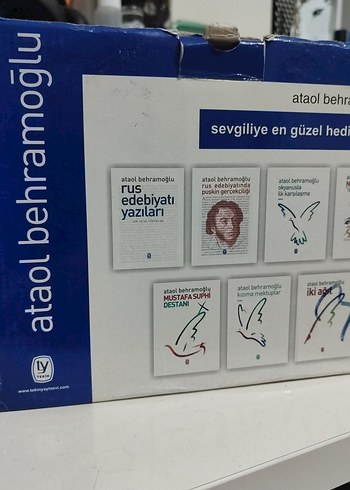 ataol behramoğlu
ataol behra
sevgiliye en güzel hedi
ataol behramoğlu
rus
edebiyatı
yazıları
ataol behramoğlu
rus edebiyatında
puşkin gerçekçiliği
ataol behramoğlu
okyanusla
ilk karşılaşma
ataol behramoğlu
MUSTAFA SUPHİ
DESTANI
ataol behramoğlu
kızıma mektuplar
ataol behramoğlu
iki ağıt
ty
TEKİN
www.tekinyayinevi.com